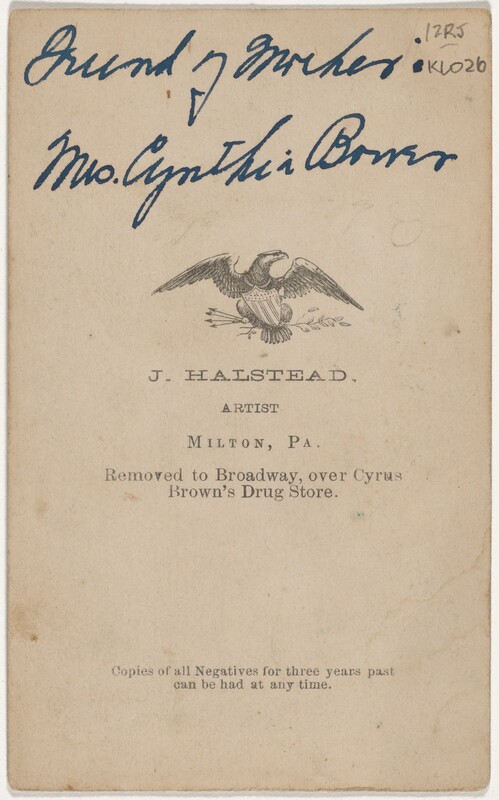 Friend of Mother's:
12RJ
KL026
Mrs. Cynthia Bower
J. HALSTEAD,
ARTIST
MILTON, PA.
Removed to Broadway, over Cyrus
Brown's Drug Store.
Copies of all Negatives for three years past
can be had at any time.